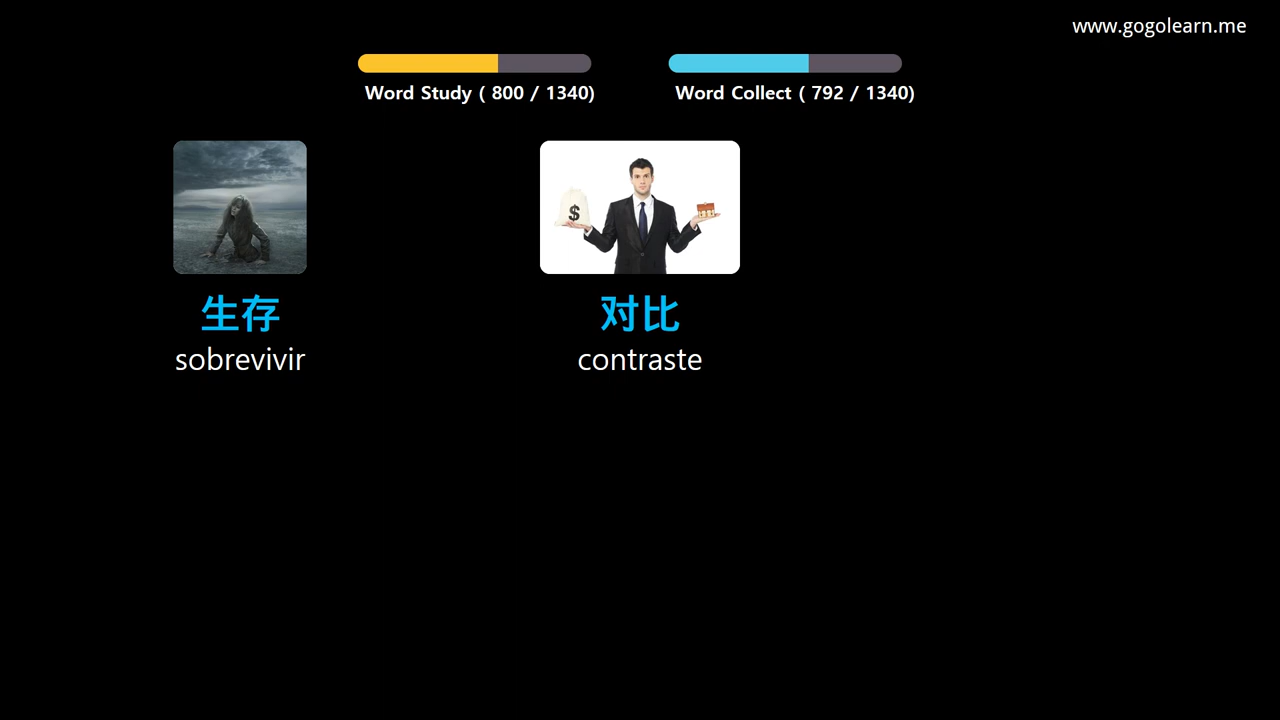 www.gogolearn.me
Word Study ( 800 / 1340)
Word Collect ( 792 / 1340)
$
生存
sobrevivir
对比
contraste